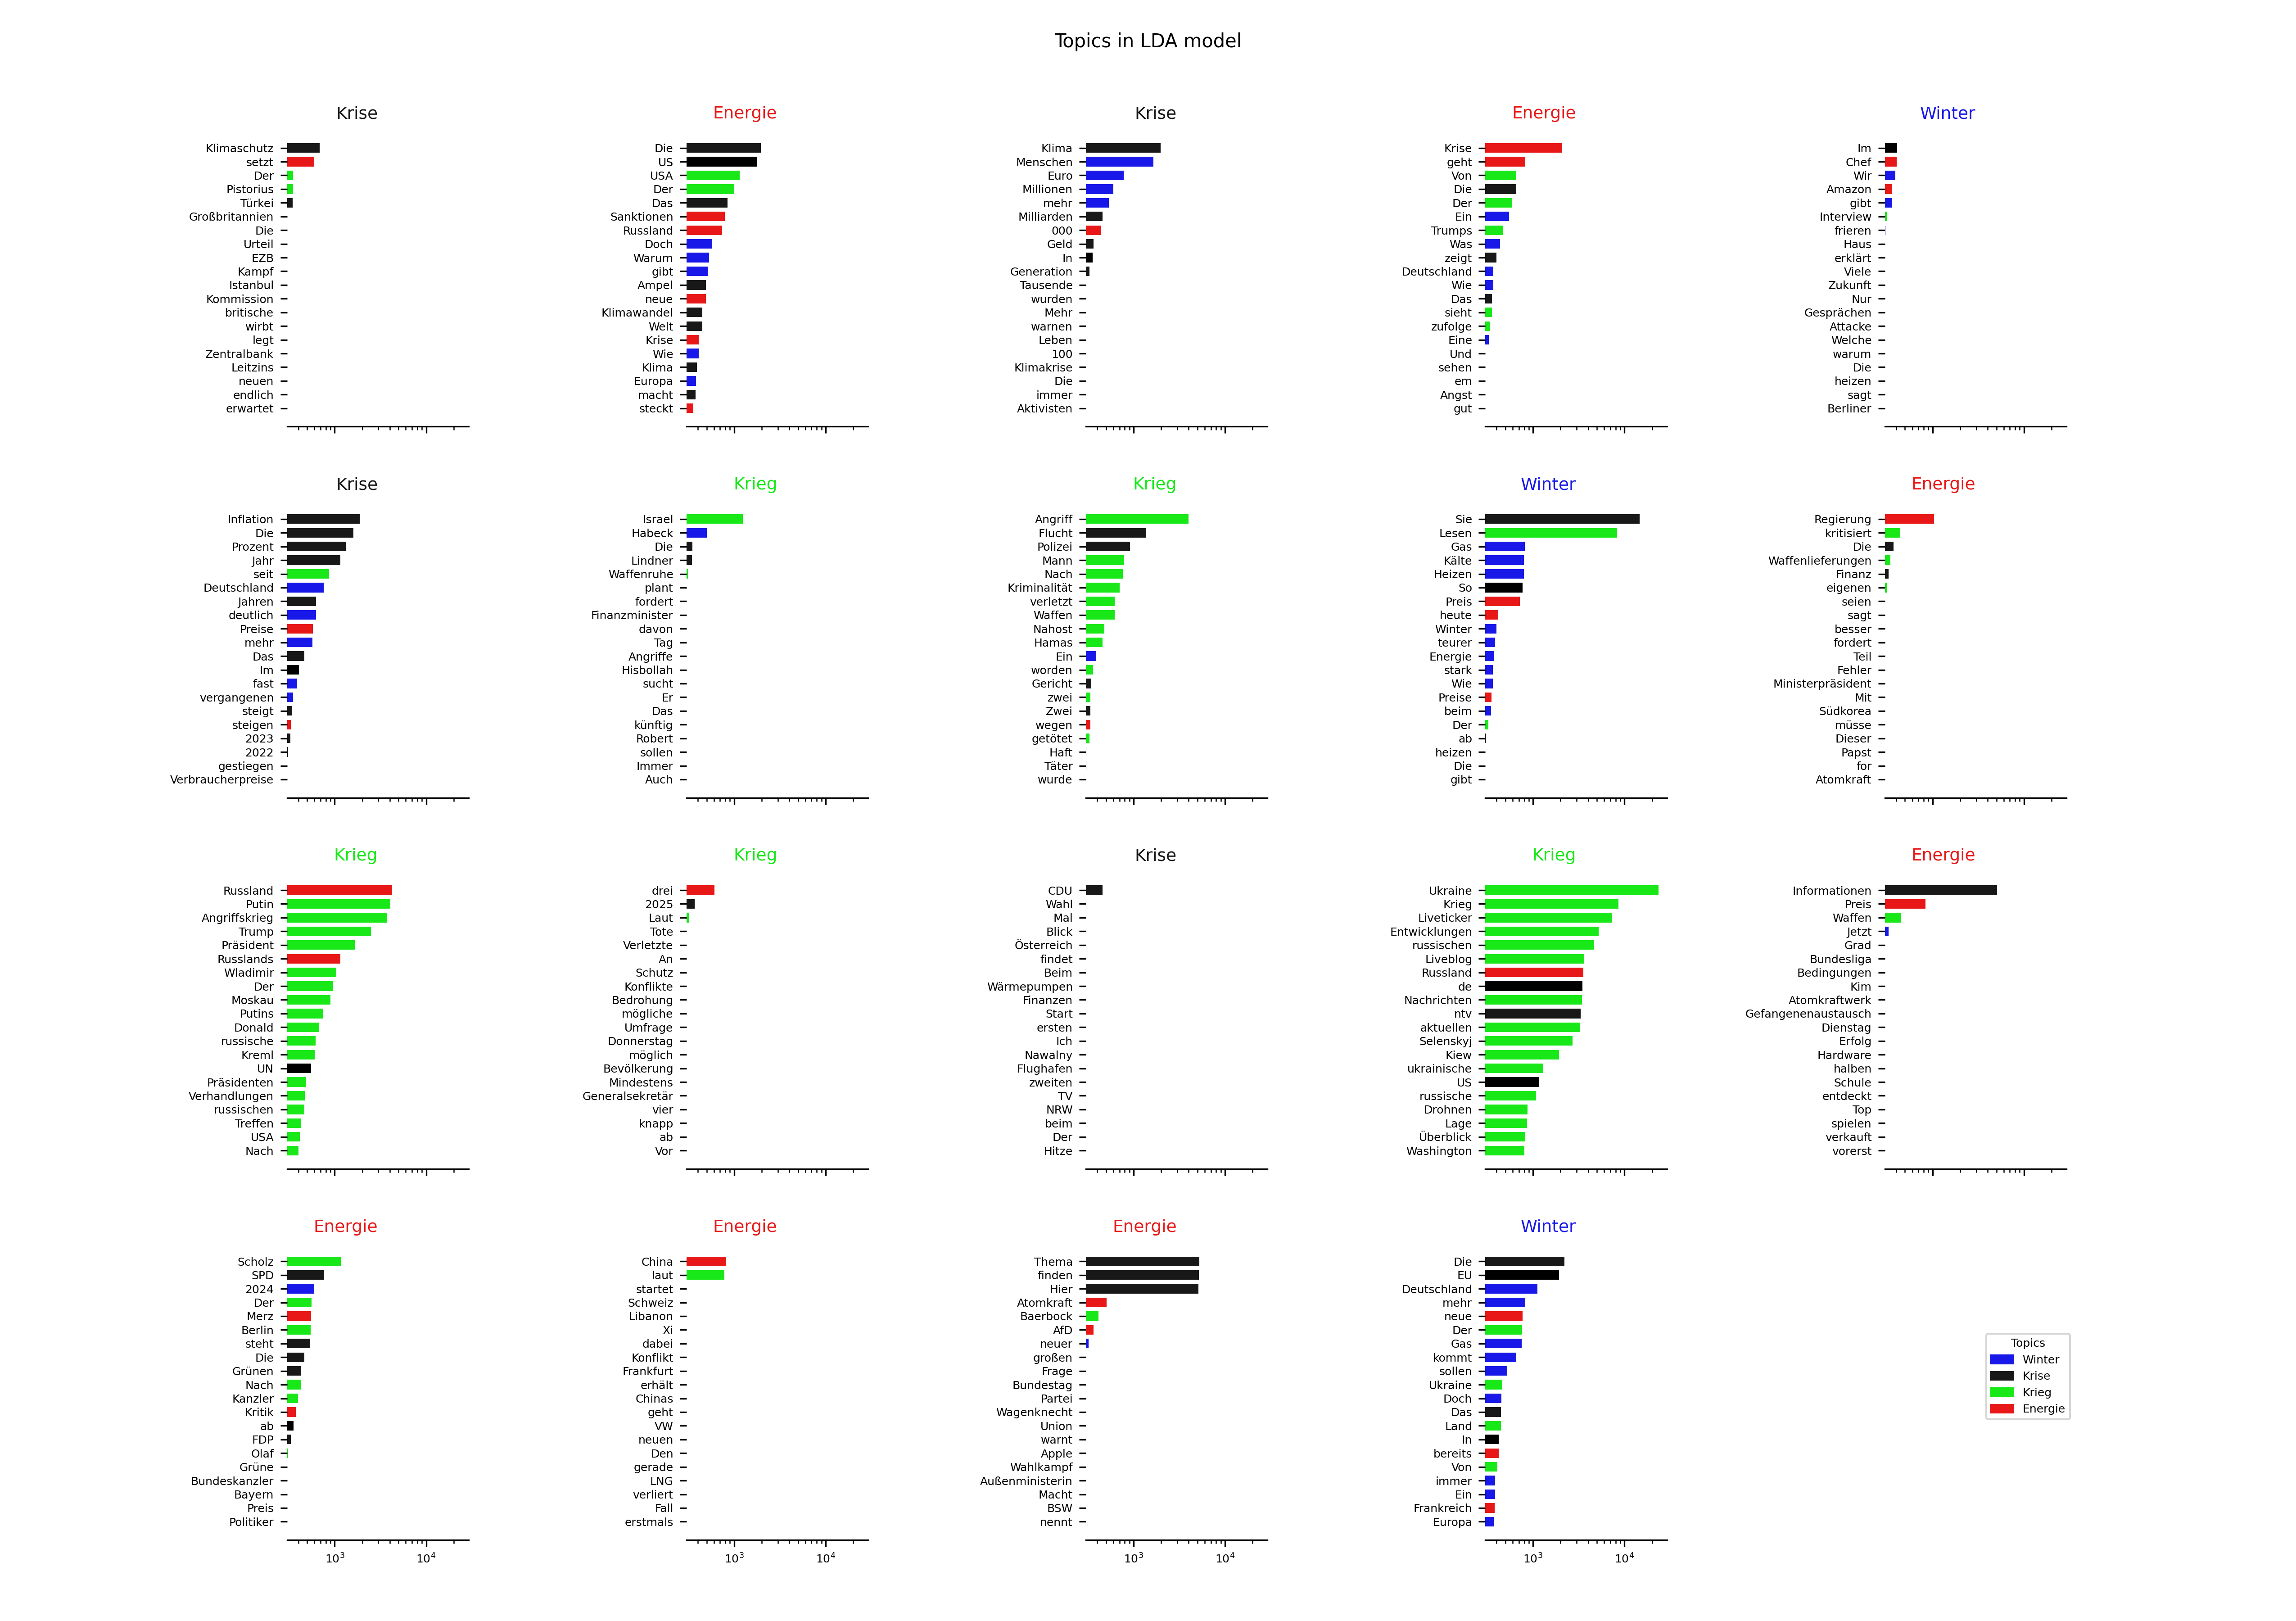 Topics in LDA model
Krise
Klimaschutz
setzt
Der
Pistorius
Türkei
Großbritannien
Die
Urteil
EZB
Kampf
Istanbul
Kommission
britische
wirbt
legt
Zentralbank
Leitzins
neuen
endlich
erwartet
Energie
Die
US
USA
Der
Das
Sanktionen
Russland
Doch
Warum
gibt
Ampel
neue
Klimawandel
Welt
Krise
Wie
Klima
Europa
macht
steckt
Krise
Klima
Menschen
Euro
Millionen
mehr
Milliarden
000
Geld
In
Generation
Tausende
wurden
Mehr
warnen
Leben
100
Klimakrise
Die
immer
Aktivisten
Energie
Krise
geht
Von
Die
Der
Ein
Trumps
Was
zeigt
Deutschland
Wie
Das
sieht
zufolge
Eine
Und
sehen
em
Angst
gut
Winter
Im
Chef
Wir
Amazon
gibt
Interview
frieren
Haus
erklärt
Viele
Zukunft
Nur
Gesprächen
Attacke
Welche
warum
Die
heizen
sagt
Berliner
Krise
Inflation
Die
Prozent
Jahr
seit
Deutschland
Jahren
deutlich
Preise
mehr
Das
Im
fast
vergangenen
steigt
steigen
2023
2022
gestiegen
Verbraucherpreise
Krieg
Israel
Habeck
Die
Lindner
Waffenruhe
plant
fordert
Finanzminister
davon
Tag
Angriffe
Hisbollah
sucht
Er
Das
künftig
Robert
sollen
Immer
Auch
Krieg
Angriff
Flucht
Polizei
Mann
Nach
Kriminalität
verletzt
Waffen
Nahost
Hamas
Ein
worden
Gericht
zwei
Zwei
wegen
getötet
Haft
Täter
wurde
Winter
Sie
Lesen
Gas
Kälte
Heizen
So
Preis
heute
Winter
teurer
Energie
stark
Wie
Preise
beim
Der
ab
heizen
Die
gibt
Energie
Regierung
kritisiert
Die
Waffenlieferungen
Finanz
eigenen
seien
sagt
besser
fordert
Teil
Fehler
Ministerpräsident
Mit
Südkorea
müsse
Dieser
Papst
for
Atomkraft
Krieg
Russland
Putin
Angriffskrieg
Trump
Präsident
Russlands
Wladimir
Der
Moskau
Putins
Donald
russische
Kreml
UN
Präsidenten
Verhandlungen
russischen
Treffen
USA
Nach
Krieg
drei
2025
Laut
Tote
Verletzte
An
Schutz
Konflikte
Bedrohung
mögliche
Umfrage
Donnerstag
möglich
Bevölkerung
Mindestens
Generalsekretär
vier
knapp
ab
Vor
Krise
CDU
Wahl
Mal
Blick
Österreich
findet
Beim
Wärmepumpen
Finanzen
Start
ersten
Ich
Nawalny
Flughafen
zweiten
TV
NRW
beim
Der
Hitze
Krieg
Ukraine
Krieg
Liveticker
Entwicklungen
russischen
Liveblog
Russland
de
Nachrichten
ntv
aktuellen
Selenskyj
Kiew
ukrainische
US
russische
Drohnen
Lage
Überblick
Washington
Energie
Informationen
Preis
Waffen
Jetzt
Grad
Bundesliga
Bedingungen
Kim
Atomkraftwerk
Gefangenenaustausch
Dienstag
Erfolg
Hardware
halben
Schule
entdeckt
Top
spielen
verkauft
vorerst
Energie
Scholz
SPD
2024
Der
Merz
Berlin
steht
Die
Grünen
Nach
Kanzler
Kritik
ab
FDP
Olaf
Grüne
Bundeskanzler
Bayern
Preis
Politiker
10³ 10⁴
Energie
China
laut
startet
Schweiz
Libanon
Xi
dabei
Konflikt
Frankfurt
erhält
Chinas
geht
VW
neuen
Den
gerade
LNG
verliert
Fall
erstmals
10³ 10⁴
Energie
Thema
finden
Hier
Atomkraft
Baerbock
AfD
neuer
großen
Frage
Bundestag
Partei
Wagenknecht
Union
warnt
Apple
Wahlkampf
Außenministerin
Macht
BSW
nennt
10³ 10⁴
Winter
Die
EU
Deutschland
mehr
neue
Der
Gas
kommt
sollen
Ukraine
Doch
Das
Land
In
bereits
Von
immer
Ein
Frankreich
Europa
10³ 10⁴
Topics
Winter
Krise
Krieg
Energie